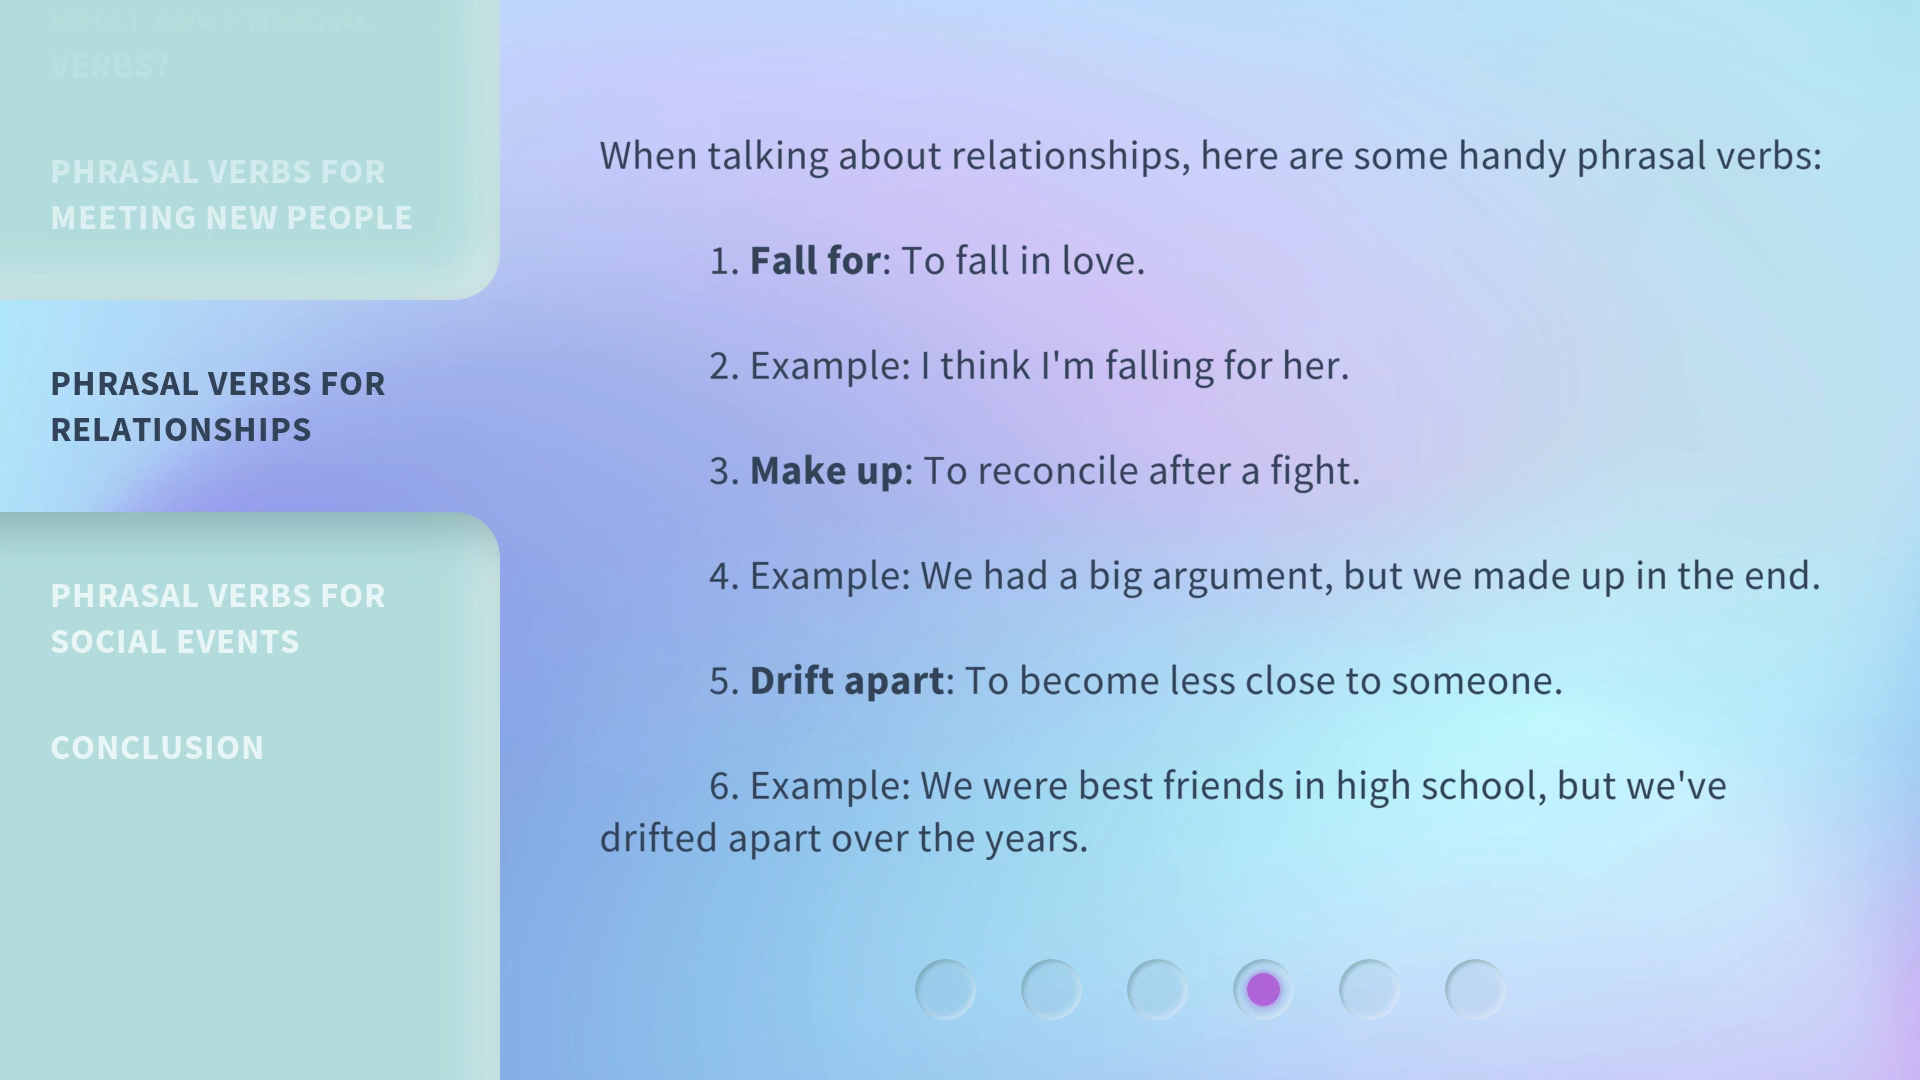 WHAT ARE PHRASAL
VERBS?
PHRASAL VERBS FOR
MEETING NEW PEOPLE
PHRASAL VERBS FOR
RELATIONSHIPS
PHRASAL VERBS FOR
SOCIAL EVENTS
CONCLUSION
When talking about relationships, here are some handy phrasal verbs:
1. Fall for: To fall in love.
2. Example: I think I'm falling for her.
3. Make up: To reconcile after a fight.
4. Example: We had a big argument, but we made up in the end.
5. Drift apart: To become less close to someone.
6. Example: We were best friends in high school, but we've
drifted apart over the years.